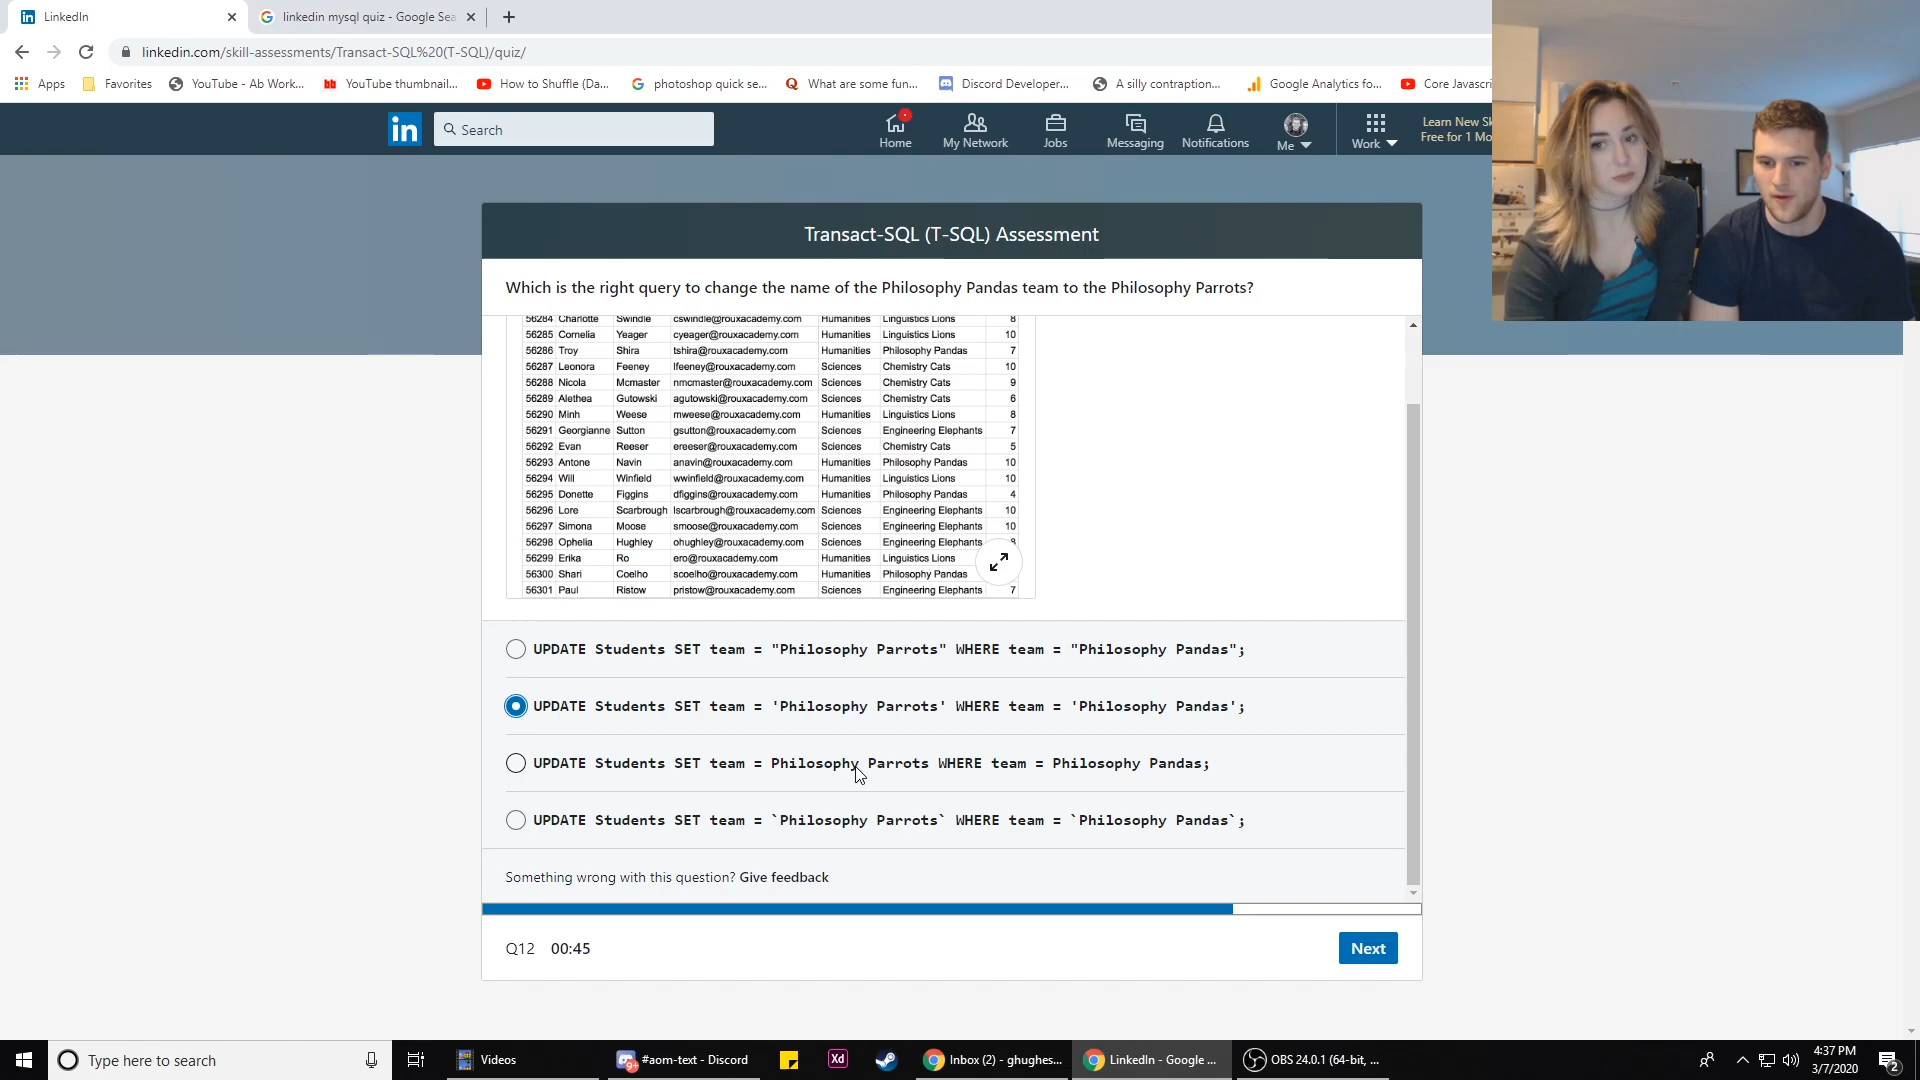 LinkedIn
linkedin mysql quiz - Google Sea
linkedin.com/skill-assessments/Transact-SQL%20(T-SQL)/quiz/
Apps Favorites YouTube - Ab Work... YouTube thumbnail... How to Shuffle (Da... photoshop quick se... What are some fun... Discord Developer... A silly contraption... Google Analytics fo... Core Javascri
in Search Home My Network Jobs Messaging Notifications Me Work
Learn New Sk
Free for 1 Mo
Transact-SQL (T-SQL) Assessment
Which is the right query to change the name of the Philosophy Pandas team to the Philosophy Parrots?
56284 Charlotte Swindle cswindle@rouxacademy.com Humanities Linguistics Lions 8
56285 Cornelia Yeager cyeager@rouxacademy.com Humanities Linguistics Lions 10
56286 Troy Shira tshira@rouxacademy.com Humanities Philosophy Pandas 7
56287 Leonora Feeney lfeeney@rouxacademy.com Sciences Chemistry Cats 10
56288 Nicola Mcmaster nmcmaster@rouxacademy.com Sciences Chemistry Cats 9
56289 Alethea Gutowski agutowski@rouxacademy.com Sciences Chemistry Cats 6
56290 Minh Weese mweese@rouxacademy.com Humanities Linguistics Lions 8
56291 Georgianne Sutton gsutton@rouxacademy.com Sciences Engineering Elephants 7
56292 Evan Reeser ereeser@rouxacademy.com Sciences Chemistry Cats 5
56293 Antone Navin anavin@rouxacademy.com Humanities Philosophy Pandas 10
56294 Will Winfield wwinfield@rouxacademy.com Humanities Linguistics Lions 10
56295 Donette Figgins dfiggins@rouxacademy.com Humanities Philosophy Pandas 4
56296 Lore Scarbrough lscarbrough@rouxacademy.com Sciences Engineering Elephants 10
56297 Simona Moose smoose@rouxacademy.com Sciences Engineering Elephants 10
56298 Ophelia Hughley ohughley@rouxacademy.com Sciences Engineering Elephants
56299 Erika Ro ero@rouxacademy.com Humanities Linguistics Lions
56300 Shari Coelho scoelho@rouxacademy.com Humanities Philosophy Pandas
56301 Paul Ristow pristow@rouxacademy.com Sciences Engineering Elephants 7
UPDATE Students SET team = "Philosophy Parrots" WHERE team = "Philosophy Pandas";
UPDATE Students SET team = 'Philosophy Parrots' WHERE team = 'Philosophy Pandas';
UPDATE Students SET team = Philosophy Parrots WHERE team = Philosophy Pandas;
UPDATE Students SET team = `Philosophy Parrots` WHERE team = `Philosophy Pandas`;
Something wrong with this question? Give feedback
Q12 00:45 Next
Type here to search Videos 9+ #aom-text - Discord Xd Inbox (2) - ghughes... LinkedIn - Google ... OBS 24.0.1 (64-bit, ...
4:37 PM
3/7/2020
2